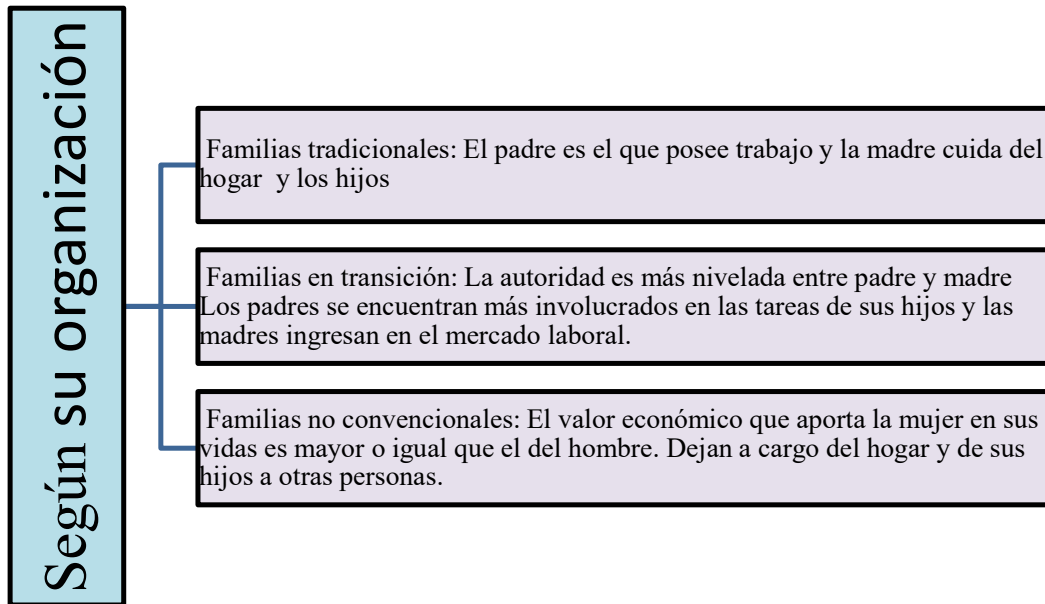 Según su organización
Familias tradicionales: El padre es el que posee trabajo y la madre cuida del
hogar  y los hijos
Familias en transición: La autoridad es más nivelada entre padre y madre
Los padres se encuentran más involucrados en las tareas de sus hijos y las
madres ingresan en el mercado laboral.
Familias no convencionales: El valor económico que aporta la mujer en sus
vidas es mayor o igual que el del hombre. Dejan a cargo del hogar y de sus
hijos a otras personas.